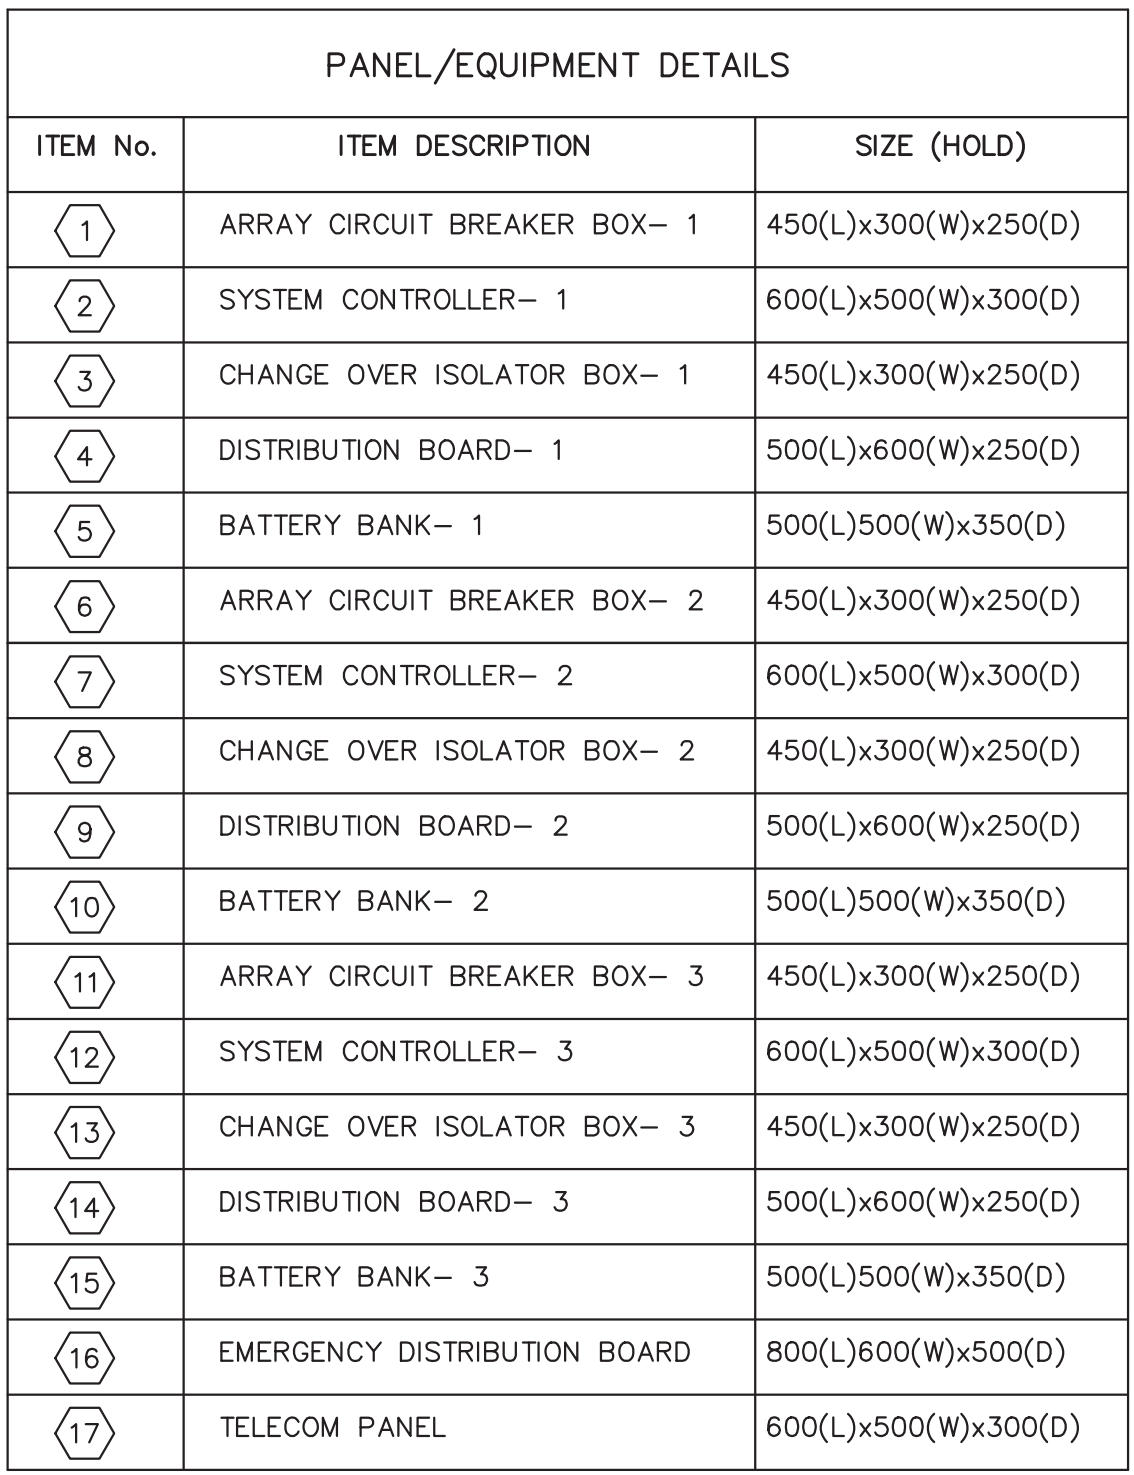 PANEL/EQUIPMENT DETAILS
ITEM No. ITEM DESCRIPTION SIZE (HOLD)
1 ARRAY CIRCUIT BREAKER BOX– 1 450(L)x300(W)x250(D)
2 SYSTEM CONTROLLER– 1 600(L)x500(W)x300(D)
3 CHANGE OVER ISOLATOR BOX– 1 450(L)x300(W)x250(D)
4 DISTRIBUTION BOARD– 1 500(L)x600(W)x250(D)
5 BATTERY BANK– 1 500(L)500(W)x350(D)
6 ARRAY CIRCUIT BREAKER BOX– 2 450(L)x300(W)x250(D)
7 SYSTEM CONTROLLER– 2 600(L)x500(W)x300(D)
8 CHANGE OVER ISOLATOR BOX– 2 450(L)x300(W)x250(D)
9 DISTRIBUTION BOARD– 2 500(L)x600(W)x250(D)
10 BATTERY BANK– 2 500(L)500(W)x350(D)
11 ARRAY CIRCUIT BREAKER BOX– 3 450(L)x300(W)x250(D)
12 SYSTEM CONTROLLER– 3 600(L)x500(W)x300(D)
13 CHANGE OVER ISOLATOR BOX– 3 450(L)x300(W)x250(D)
14 DISTRIBUTION BOARD– 3 500(L)x600(W)x250(D)
15 BATTERY BANK– 3 500(L)500(W)x350(D)
16 EMERGENCY DISTRIBUTION BOARD 800(L)600(W)x500(D)
17 TELECOM PANEL 600(L)x500(W)x300(D)